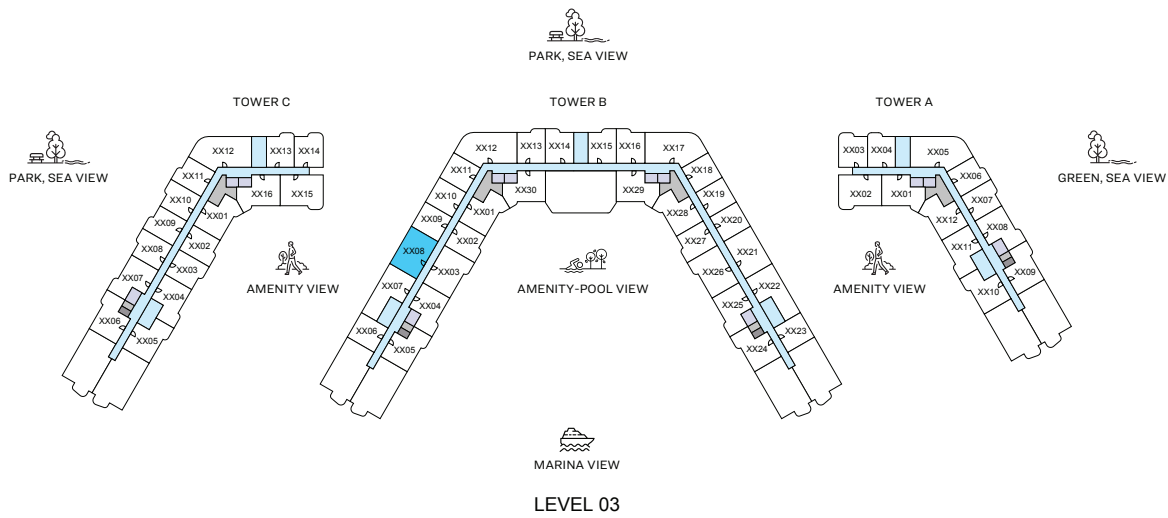 PARK, SEA VIEW
TOWER C
TOWER B
TOWER A
PARK, SEA VIEW
GREEN, SEA VIEW
XX12
XX13
XX14
XX11
XX10
XX09
XX08
XX07
XX06
XX16
XX15
XX01
XX02
XX03
XX04
XX05
XX12
XX13
XX14
XX15
XX16
XX17
XX11
XX10
XX09
XX08
XX07
XX06
XX30
XX01
XX02
XX03
XX04
XX05
XX29
XX28
XX27
XX26
XX25
XX24
XX18
XX19
XX20
XX21
XX22
XX23
XX03
XX04
XX05
XX02
XX01
XX06
XX07
XX08
XX09
XX12
XX11
XX10
AMENITY VIEW
AMENITY-POOL VIEW
AMENITY VIEW
MARINA VIEW
LEVEL 03